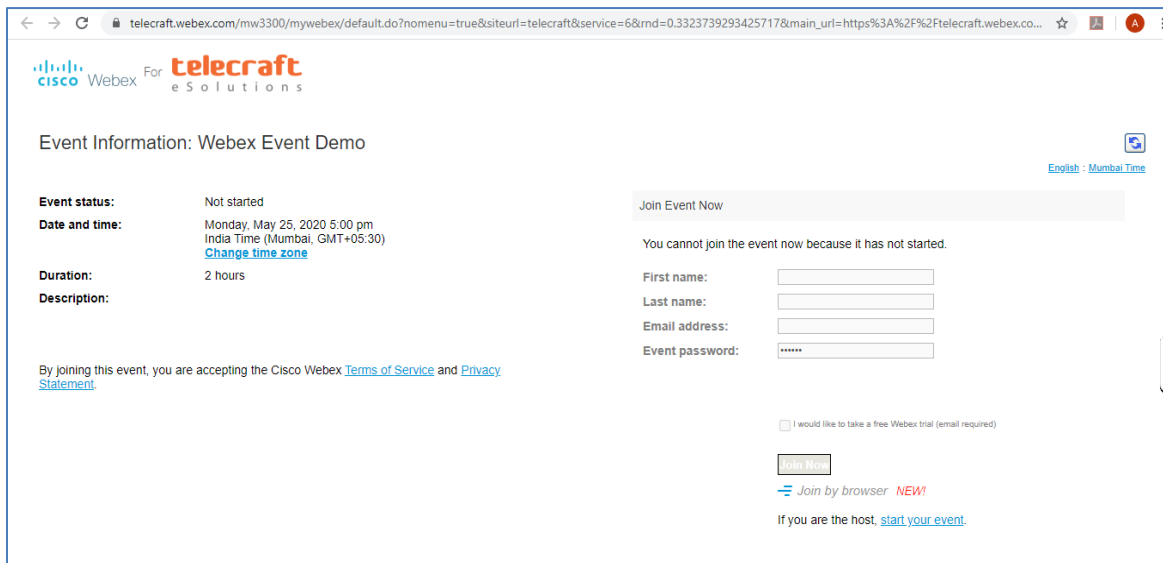 telecraft.webex.com/mw3300/mywebex/default.do?nomenu=true&siteurl=telecraft&service=6&rnd=0.3323739293425717&main_url=https%3A%2F%2Ftelecraft.webex.co...
A
cisco Webex For telecraft
eSolutions
Event Information: Webex Event Demo
English : Mumbai Time
Event status: Not started
Date and time: Monday, May 25, 2020 5:00 pm
India Time (Mumbai, GMT+05:30)
Change time zone
Duration: 2 hours
Description:
By joining this event, you are accepting the Cisco Webex Terms of Service and Privacy
Statement.
Join Event Now
You cannot join the event now because it has not started.
First name:
Last name:
Email address:
Event password: ••••••
I would like to take a free Webex trial (email required)
Join Now
Join by browser NEW!
If you are the host, start your event.